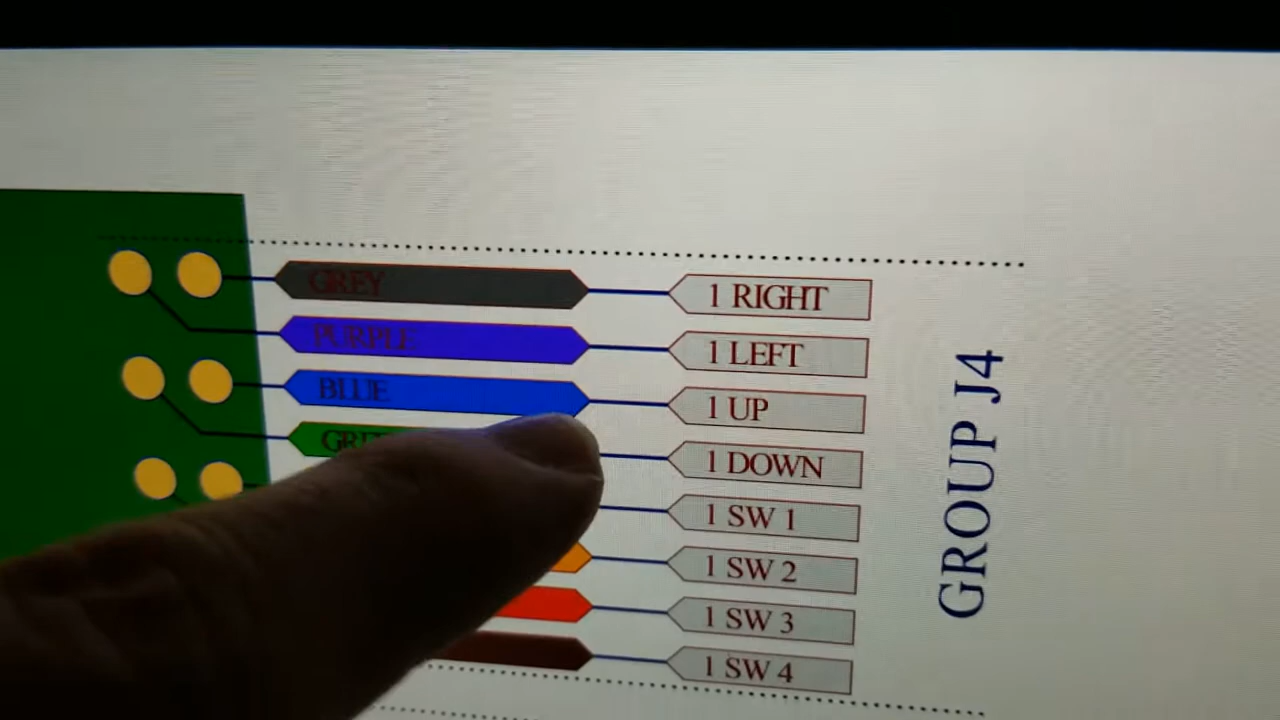 GREY
1 RIGHT
PURPLE
1 LEFT
BLUE
1 UP
1 DOWN
1 SW 1
1 SW 2
1 SW 3
1 SW 4
GROUP J4